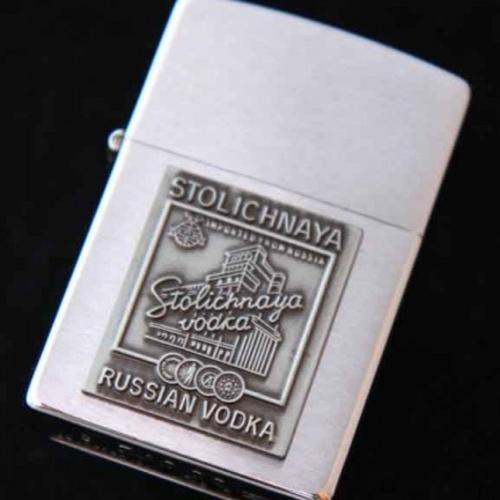 STOLICHNAYA
IMPORTED FROM RUSSIA
Stolichnaya
vodka
RUSSIAN VODKA